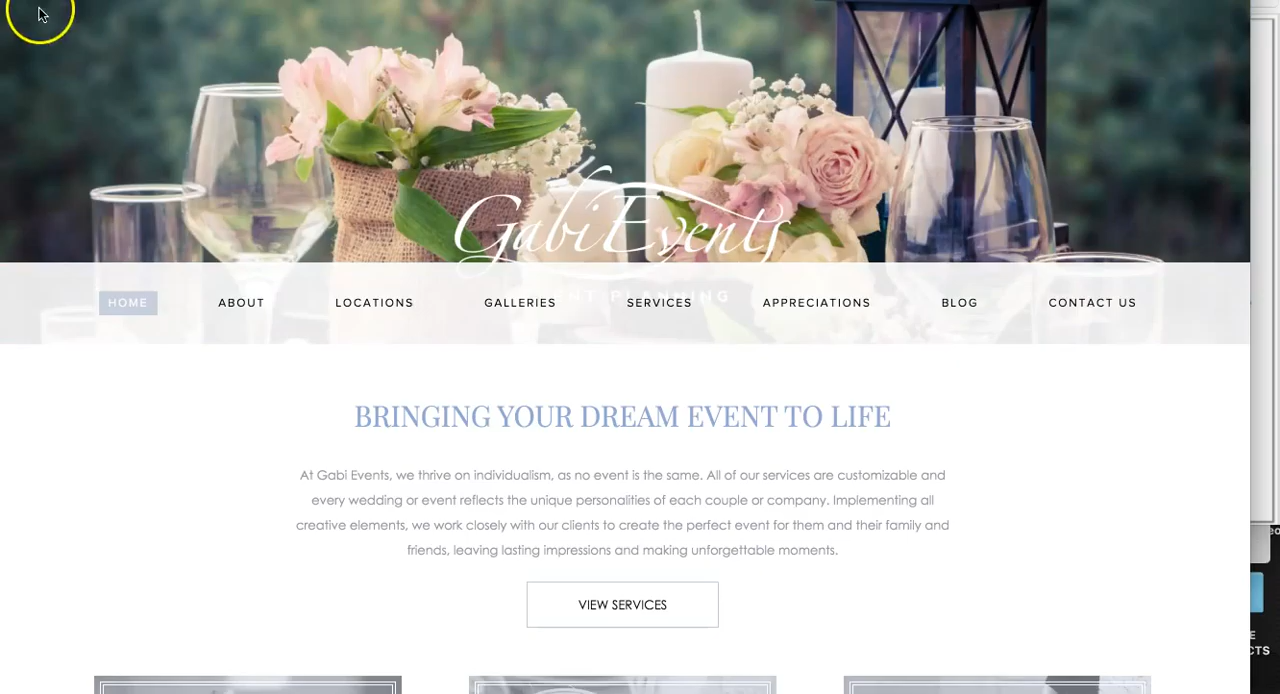 Gabi Events
NT PLANNING
HOME ABOUT LOCATIONS GALLERIES SERVICES APPRECIATIONS BLOG CONTACT US
BRINGING YOUR DREAM EVENT TO LIFE
At Gabi Events, we thrive on individualism, as no event is the same. All of our services are customizable and
every wedding or event reflects the unique personalities of each couple or company. Implementing all
creative elements, we work closely with our clients to create the perfect event for them and their family and
friends, leaving lasting impressions and making unforgettable moments.
VIEW SERVICES